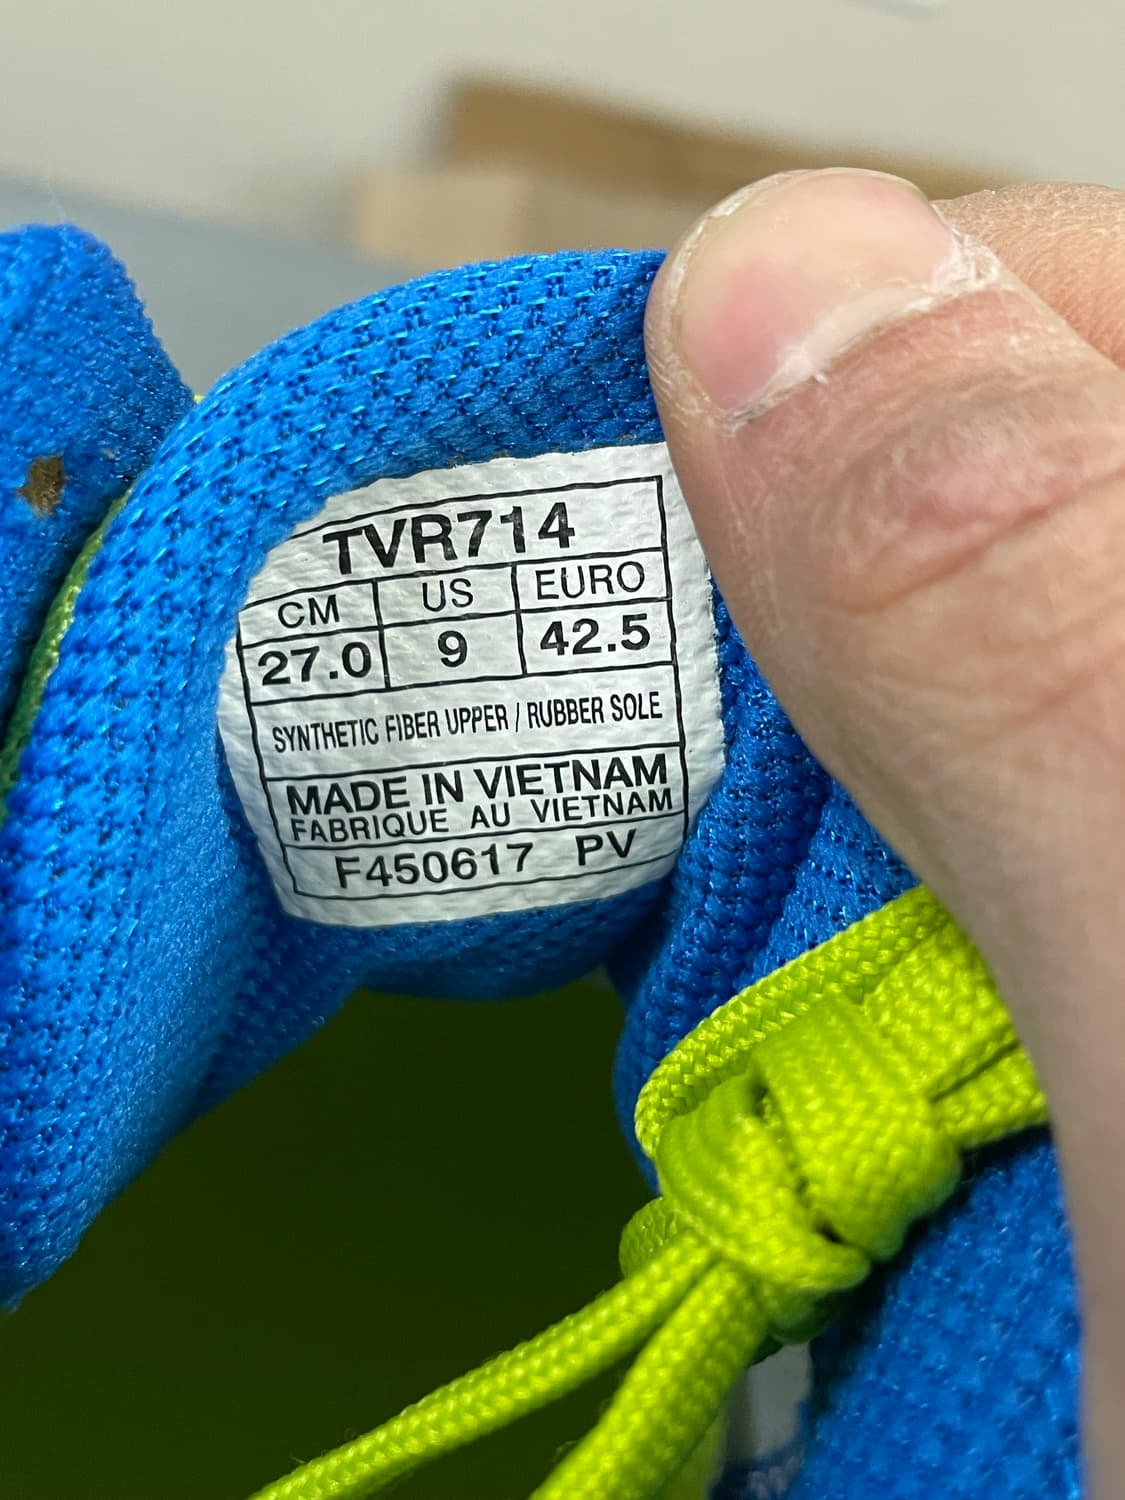 TVR714
CM US EURO
27.0 9 42.5
SYNTHETIC FIBER UPPER / RUBBER SOLE
MADE IN VIETNAM
FABRIQUE AU VIETNAM
F450617 PV